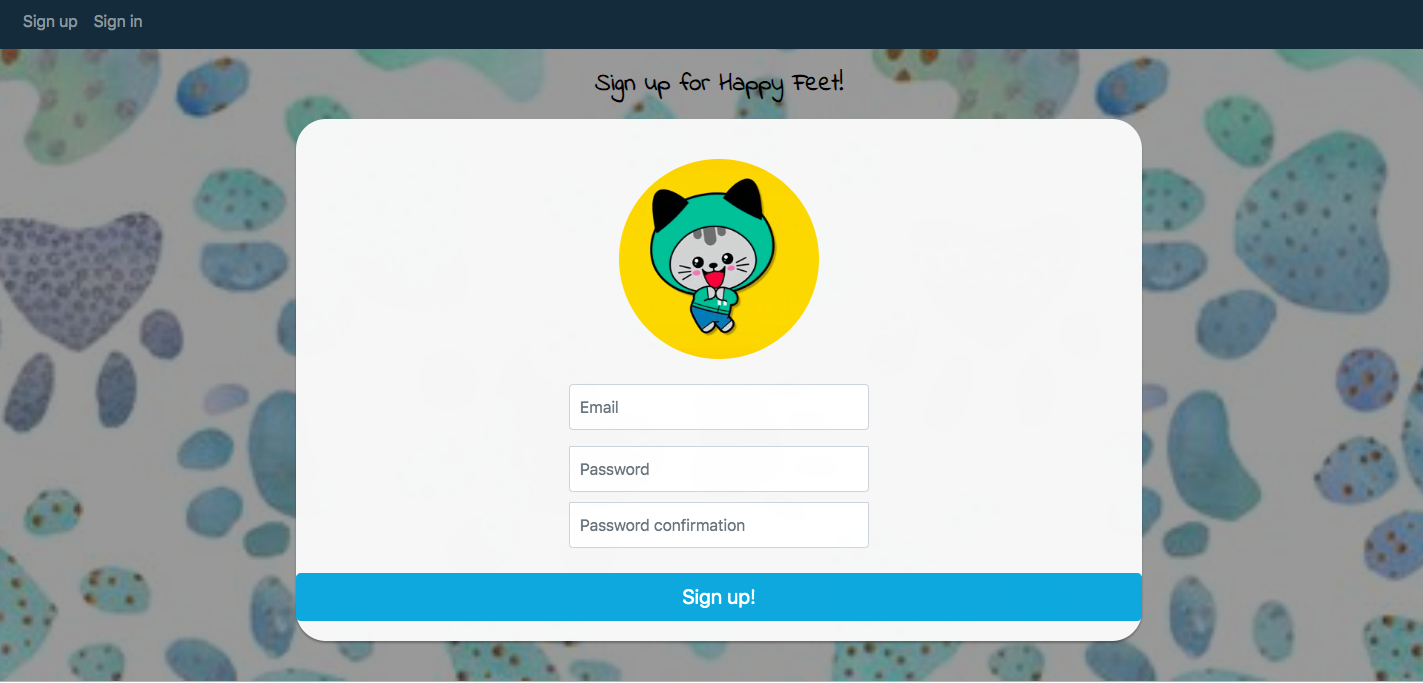 Sign up Sign in
Sign up for Happy Feet!
Email
Password
Password confirmation
Sign up!